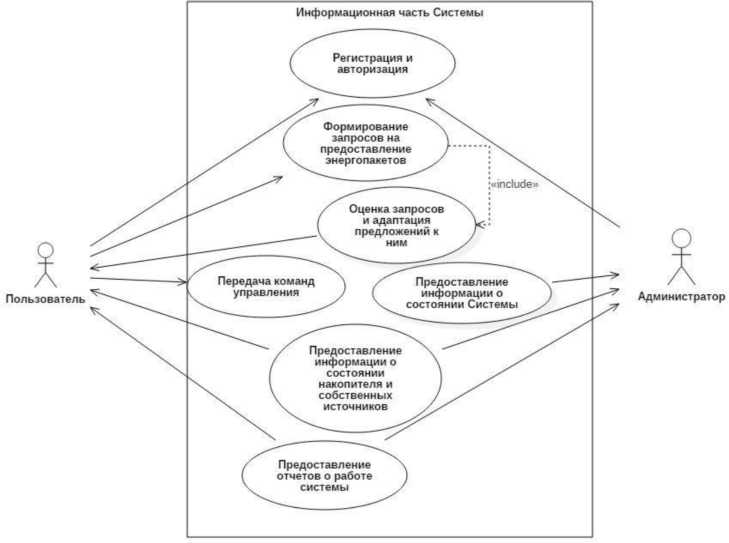 Информационная часть Системы
Регистрация и
авторизация
Формирование
запросов на
предоставление
энергопакетов
«include»
Оценка запросов
и адаптация
предложений к
ним
Пользователь
Передача команд
управления
Предоставление
информации о
состоянии Системы
Администратор
Предоставление
информации о
состоянии
накопителя и
собственных
источников
Предоставление
отчетов о работе
системы